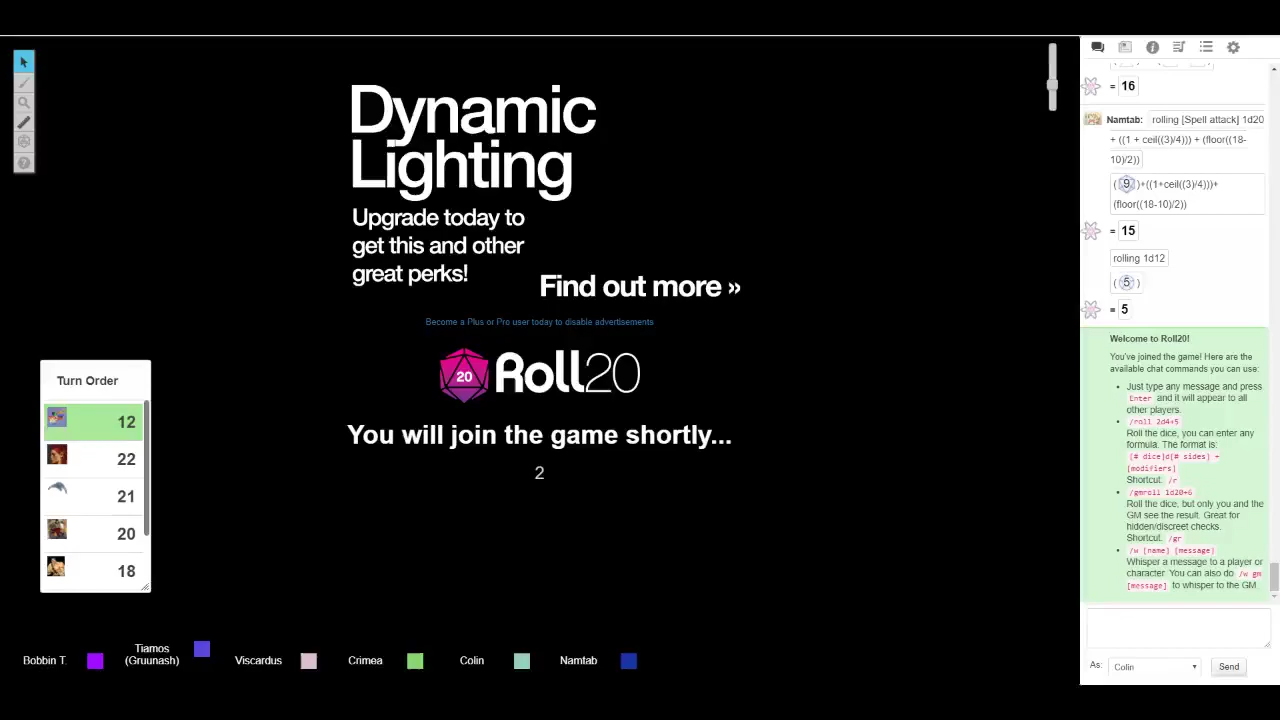 Dynamic
Lighting
Upgrade today to
get this and other
great perks!
Find out more »
Become a Plus or Pro user today to disable advertisements
20
Roll20
You will join the game shortly...
2
Turn Order
12
22
21
20
18
Bobbin T.
Tiamos
(Gruunash)
Viscardus
Crimea
Colin
Namtab
= 16
Namtab: rolling [Spell attack] 1d20
+ ((1 + ceil((3)/4))) + (floor((18-
10)/2))
(9)+((1+ceil((3)/4)))+
(floor((18-10)/2))
= 15
rolling 1d12
(5)
= 5
Welcome to Roll20!
You've joined the game! Here are the
available chat commands you can use:
• Just type any message and press
Enter and it will appear to all
other players.
• /roll 2d4+5
Roll the dice, you can enter any
formula. The format is:
[# dice]d[# sides) +
[modifiers]
Shortcut: /r
• /gmroll 1d20+6
Roll the dice, but only you and the
GM see the result. Great for
hidden/discreet checks.
Shortcut: /gr
• /w [name] [message]
Whisper a message to a player or
character. You can also do /w gm
[message] to whisper to the GM.
As: Colin Send